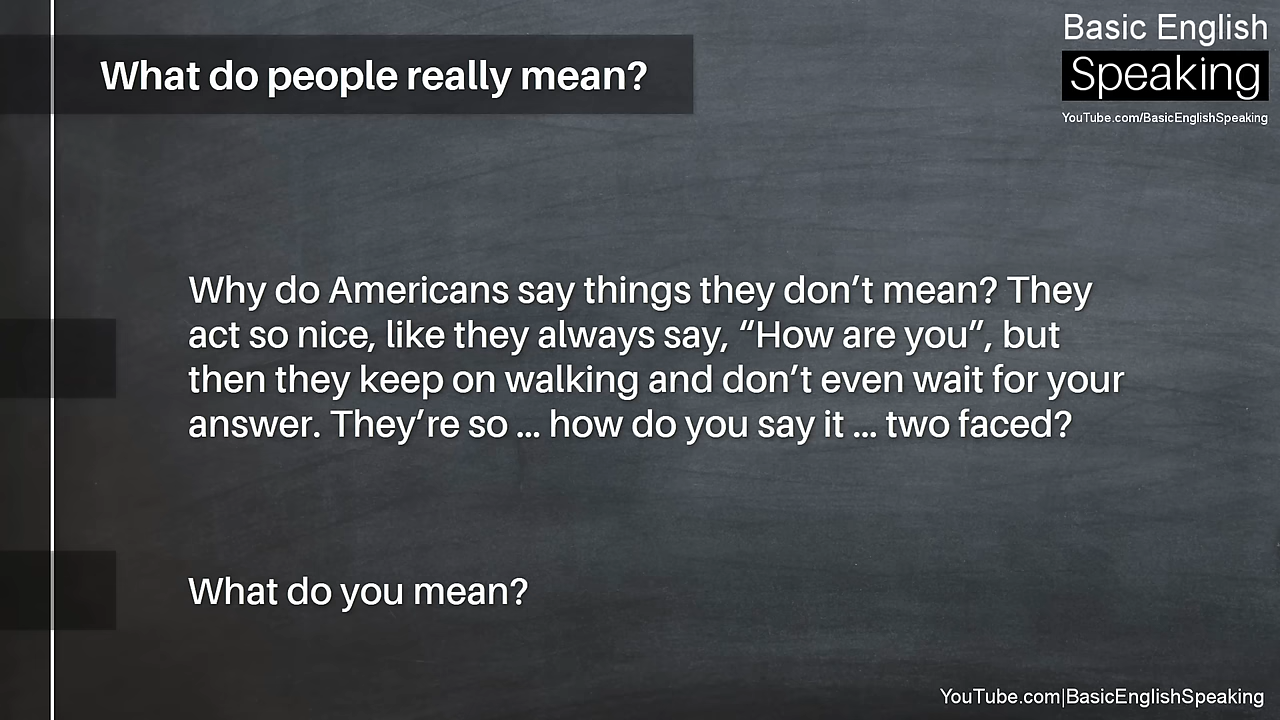 Basic English
Speaking
YouTube.com/BasicEnglishSpeaking
What do people really mean?
Why do Americans say things they don’t mean? They
act so nice, like they always say, “How are you”, but
then they keep on walking and don’t even wait for your
answer. They’re so ... how do you say it ... two faced?
What do you mean?
YouTube.com|BasicEnglishSpeaking